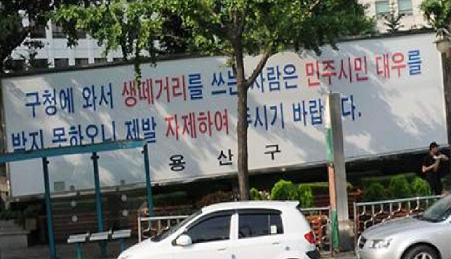 구청에 와서 생떼거리를 쓰는 사람은 민주시민 대우를
받지 못하오니 제발 자제하여 주시기 바랍니다.
용산구